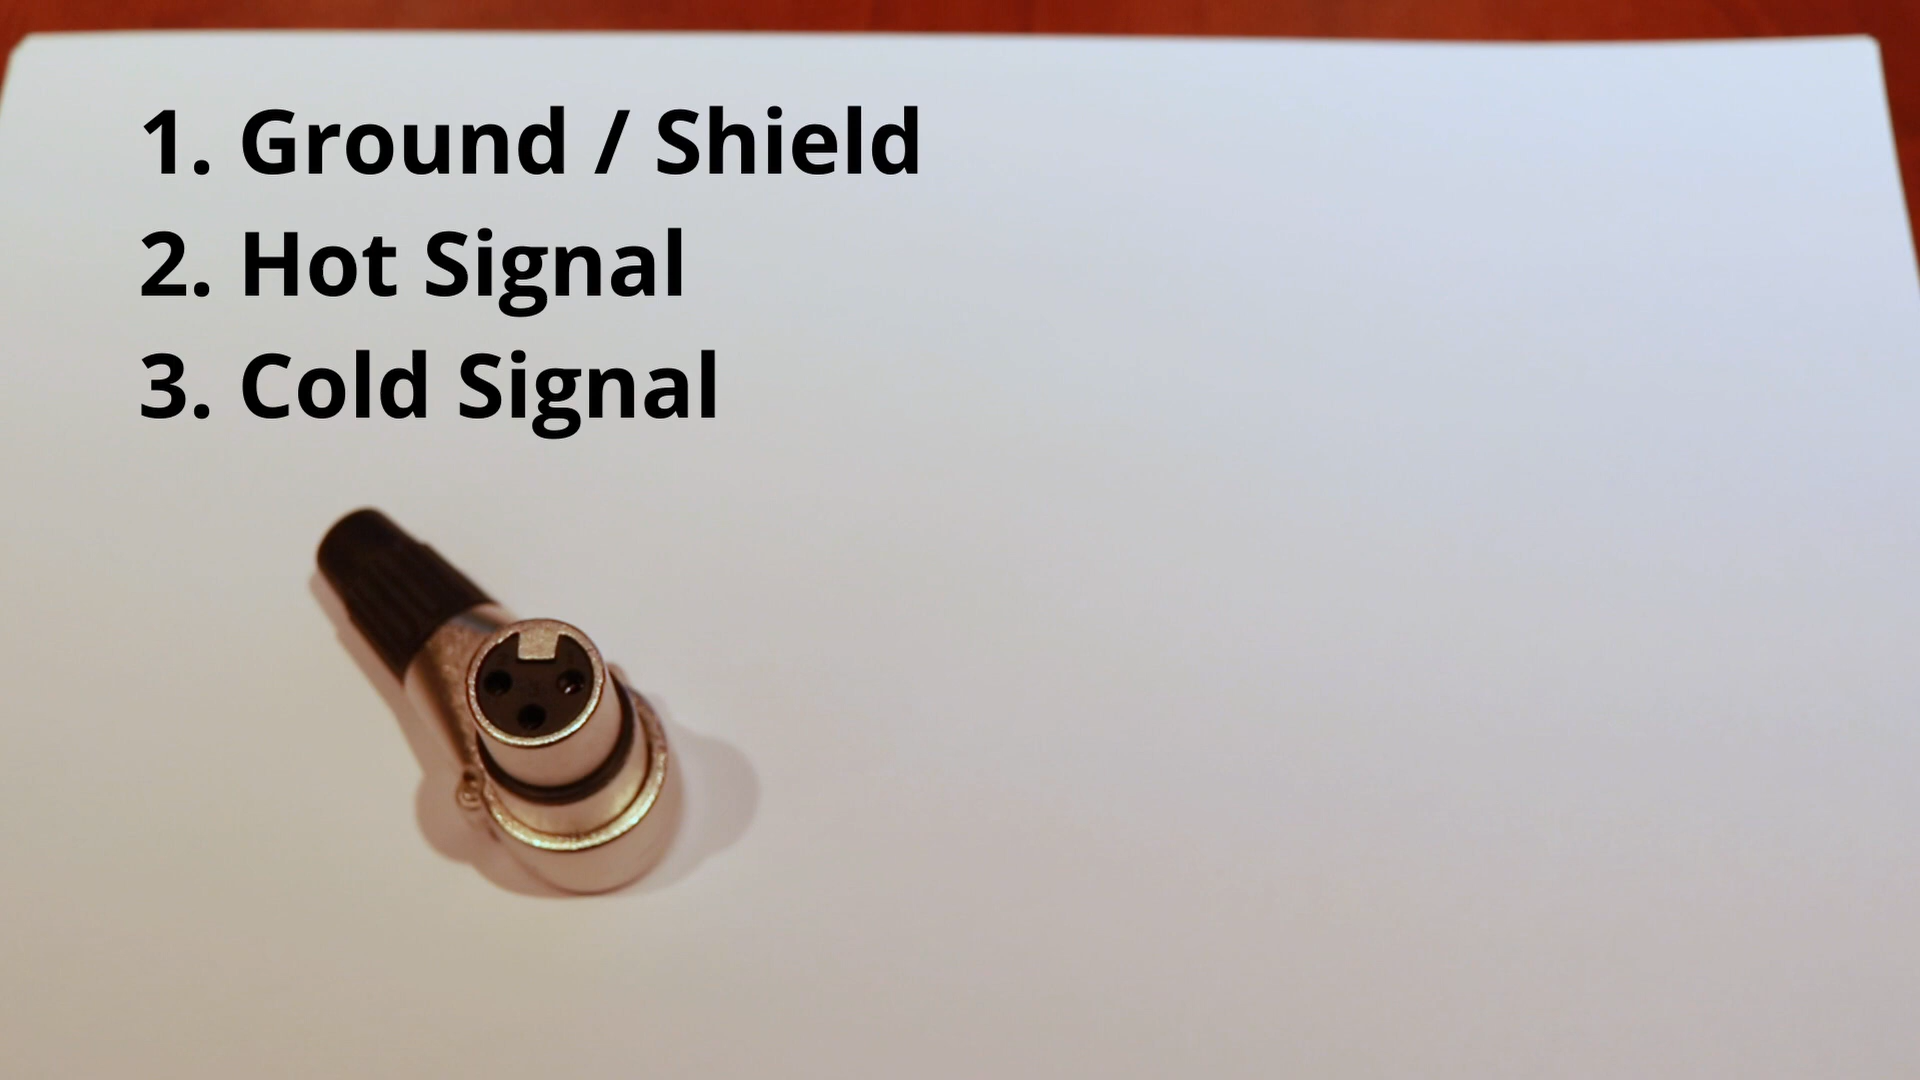 1. Ground / Shield
2. Hot Signal
3. Cold Signal